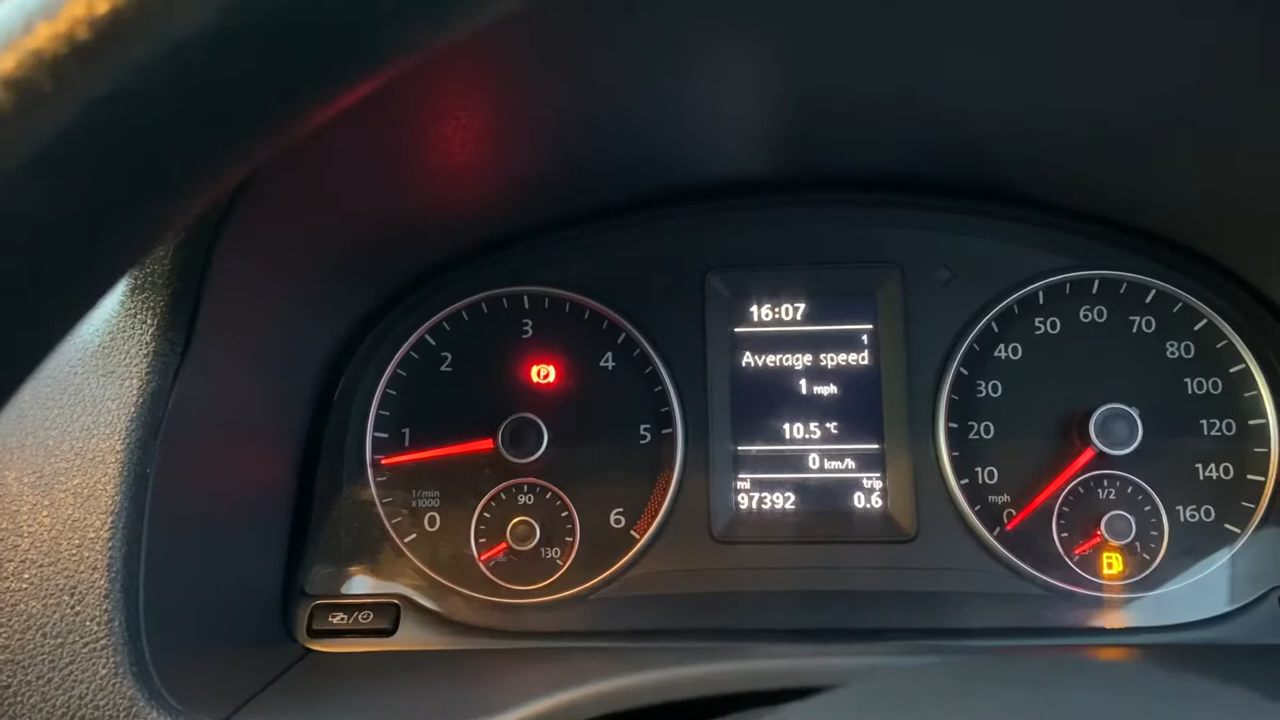 3
2
4
1
5
1/min
x1000
0
6
90
130
16:07
1
Average speed
1 mph
10.5 °C
0 km/h
mi trip
97392 0.6
50 60 70
40 80
30 100
20 120
10 140
mph
0
160
1/2
1
P